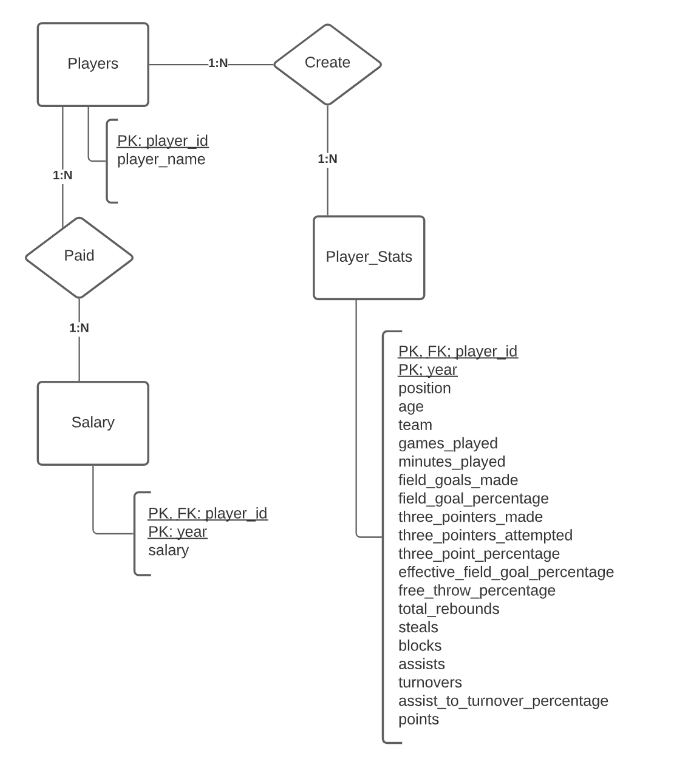 Players
1:N
Create
PK; player_id
player_name
1:N
1:N
Paid
Player_Stats
1:N
PK, FK; player_id
PK; year
position
age
team
games_played
minutes_played
field_goals_made
field_goal_percentage
three_pointers_made
three_pointers_attempted
three_point_percentage
effective_field_goal_percentage
free_throw_percentage
total_rebounds
steals
blocks
assists
turnovers
assist_to_turnover_percentage
points
Salary
PK, FK: player_id
PK: year
salary